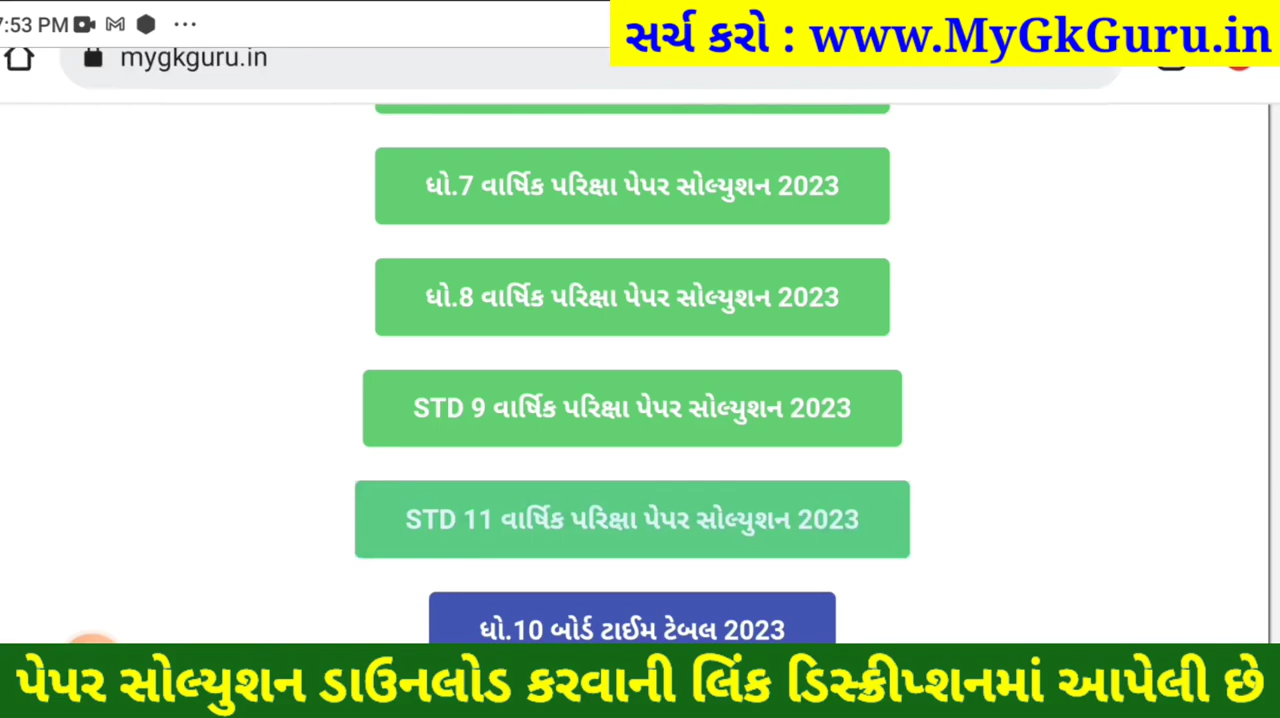 7:53 PM
સર્ચ કરો : www.MyGkGuru.in
mygkguru.in
ધો.7 વાર્ષિક પરિક્ષા પેપર સોલ્યુશન 2023
ધો.8 વાર્ષિક પરિક્ષા પેપર સોલ્યુશન 2023
STD 9 વાર્ષિક પરિક્ષા પેપર સોલ્યુશન 2023
STD 11 વાર્ષિક પરિક્ષા પેપર સોલ્યુશન 2023
ધો.10 બોર્ડ ટાઈમ ટેબલ 2023
પેપર સોલ્યુશન ડાઉનલોડ કરવાની લિંક ડિસ્ક્રીપ્શનમાં આપેલી છે